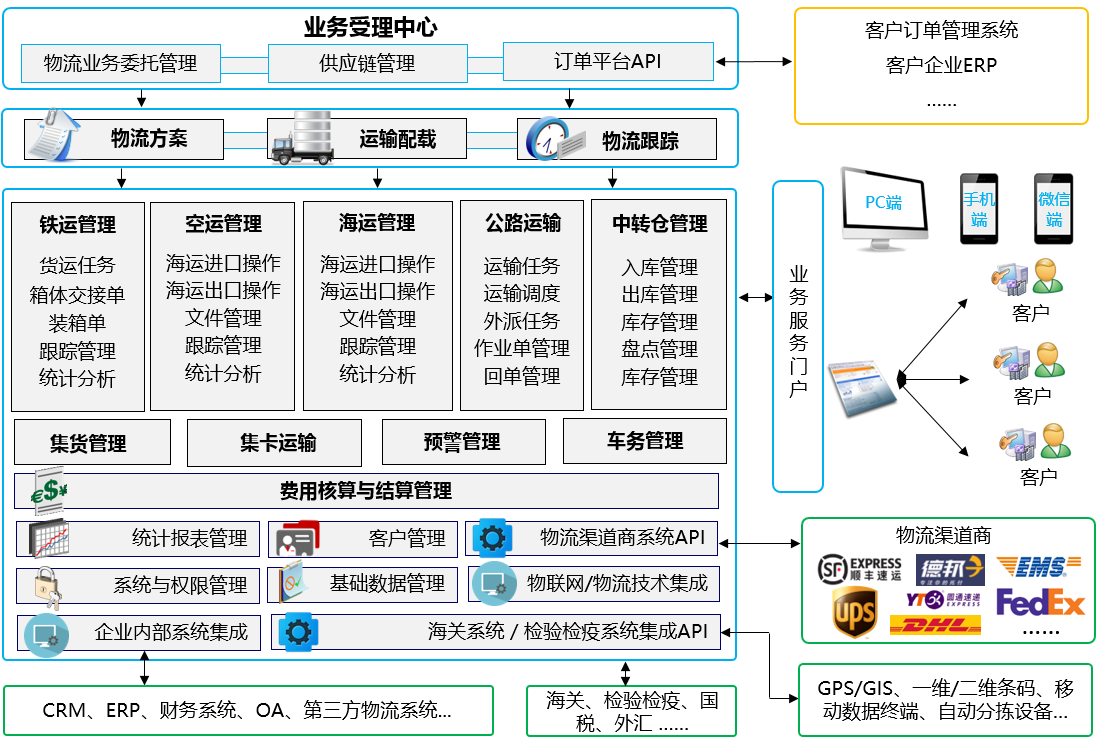 业务受理中心
物流业务委托管理
供应链管理
订单平台API
客户订单管理系统
客户企业ERP
......
物流方案
运输配载
物流跟踪
铁运管理
货运任务
箱体交接单
装箱单
跟踪管理
统计分析
空运管理
海运进口操作
海运出口操作
文件管理
跟踪管理
统计分析
海运管理
海运进口操作
海运出口操作
文件管理
跟踪管理
统计分析
公路运输
运输任务
运输调度
外派任务
作业单管理
回单管理
中转仓管理
入库管理
出库管理
库存管理
盘点管理
库存管理
业务服务门户
PC端
手机
端
微信
端
客户
客户
客户
集货管理
集卡运输
预警管理
车务管理
€$¥
费用核算与结算管理
统计报表管理
客户管理
物流渠道商系统API
系统与权限管理
基础数据管理
物联网/物流技术集成
企业内部系统集成
海关系统 / 检验检疫系统集成API
物流渠道商
SF EXPRESS
顺丰速运
德邦
EMS
ups
YTO 圆通速递
EXPRESS
FedEx
DHL
......
CRM、ERP、财务系统、OA、第三方物流系统...
海关、检验检疫、国
税、外汇 ......
GPS/GIS、一维/二维条码、移
动数据终端、自动分拣设备...